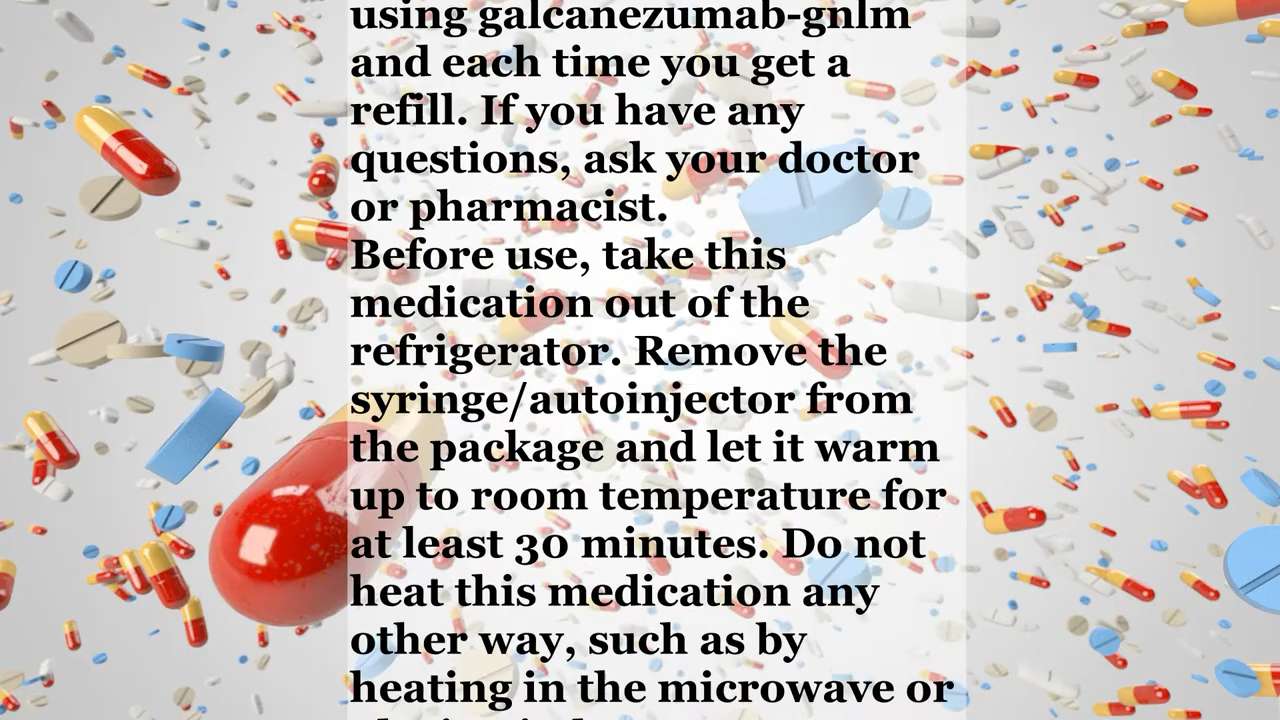 using galcanezumab-gnlm
and each time you get a
refill. If you have any
questions, ask your doctor
or pharmacist.
Before use, take this
medication out of the
refrigerator. Remove the
syringe/autoinjector from
the package and let it warm
up to room temperature for
at least 30 minutes. Do not
heat this medication any
other way, such as by
heating in the microwave or